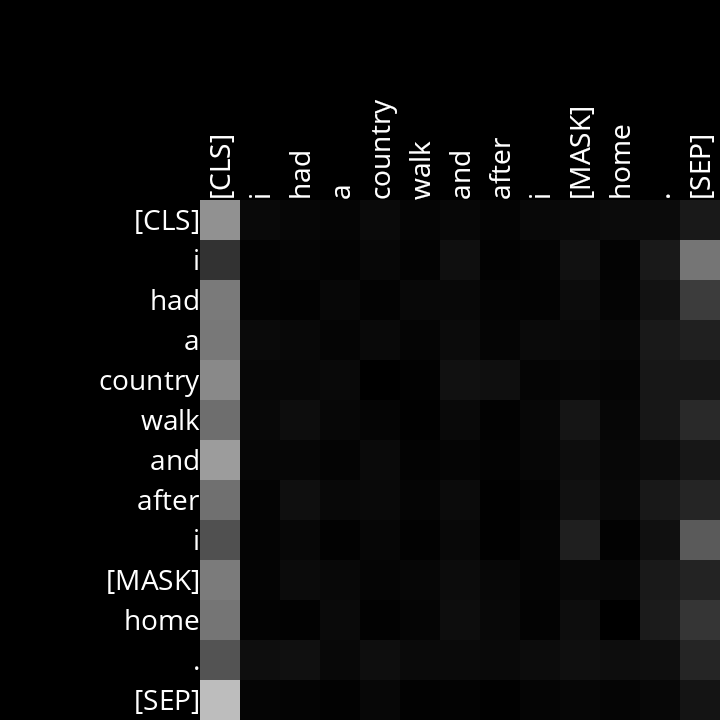 [CLS] i had a country walk and after i [MASK] home . [SEP]
[CLS]
i
had
a
country
walk
and
after
i
[MASK]
home
.
[SEP]